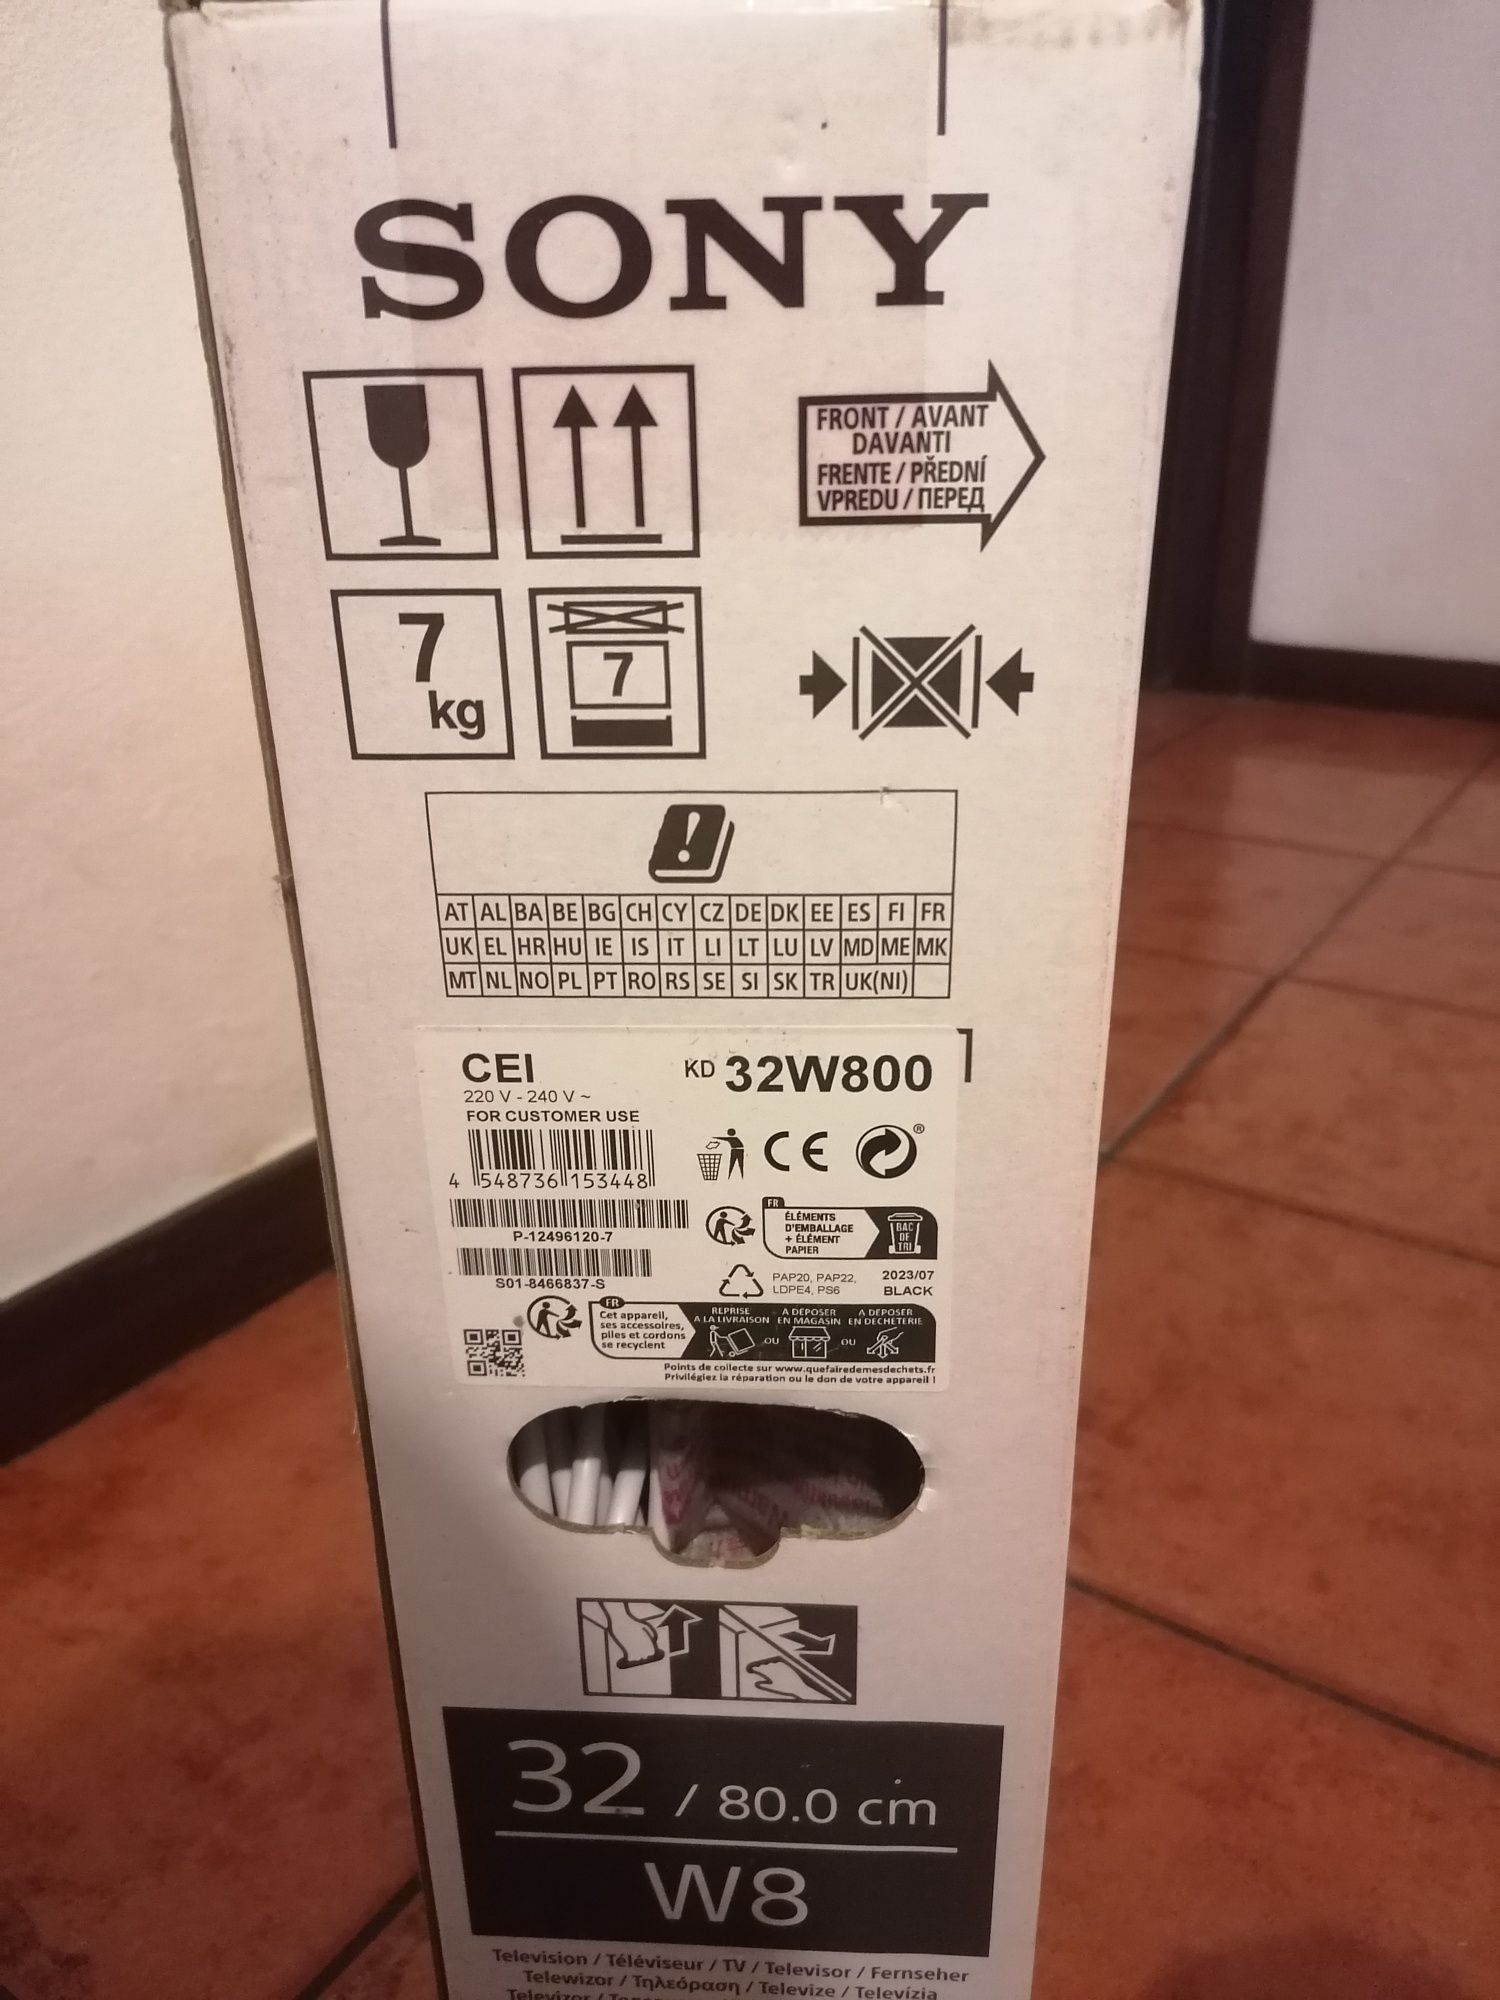 SONY
FRONT / AVANT
DAVANTI
FRENTE / PŘEDNÍ
VPREDU / ПЕРЕД
7
kg
7
!
AT AL BA BE BG CH CY CZ DE DK EE ES FI FR
UK EL HR HU IE IS IT LI LT LU LV MD ME MK
MT NL NO PL PT RO RS SE SI SK TR UK(NI)
CEI
KD 32W800
220 V - 240 V ~
FOR CUSTOMER USE
CE
4 548736 153448
P-12496120-7
FR
ÉLÉMENTS
D'EMBALLAGE
+ ÉLÉMENT
PAPIER
BAC
DE
TRI
S01-8466837-S
PAP20, PAP22,
LDPE4, PS6
2023/07
BLACK
FR
Cet appareil,
ses accessoires,
piles et cordons
se recyclent
REPRISE
A LA LIVRAISON
OU
A DEPOSER
EN MAGASIN
OU
A DEPOSER
EN DECHETERIE
Points de collecte sur www.quefairedemesdechets.fr
Privilégiez la réparation ou le don de votre appareil !
32 / 80.0 cm
W8
Television / Téléviseur / TV / Televisor / Fernseher
Telewizor / Τηλεόραση / Televize / Televízia